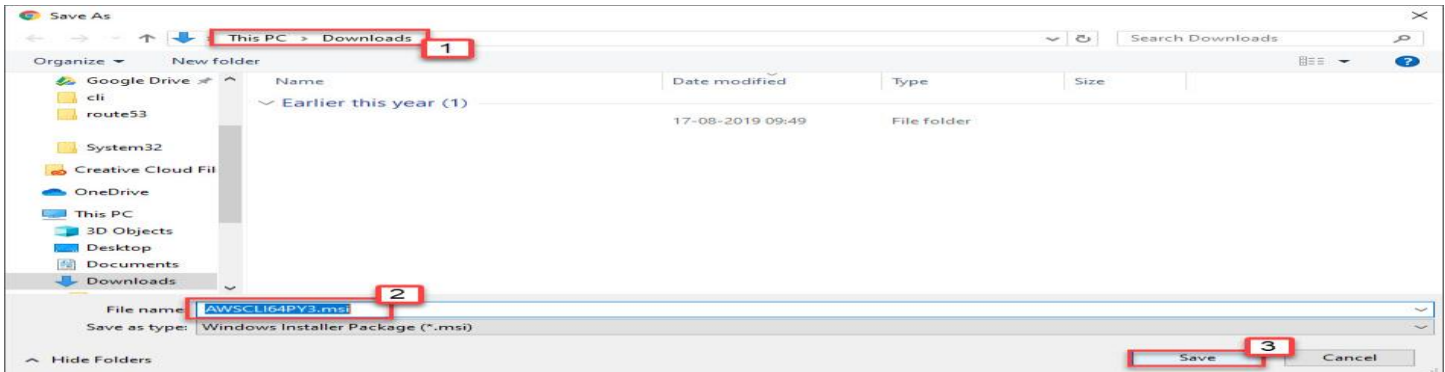 Save As
This PC > Downloads
1
Search Downloads
Organize
New folder
Google Drive
Name
Date modified
Type
Size
cli
Earlier this year (1)
route53
17-08-2019 09:49
File folder
System32
Creative Cloud Fil
OneDrive
This PC
3D Objects
Desktop
Documents
Downloads
2
File name: AWSCLI64PY3.msi
Save as type: Windows Installer Package (*.msi)
3
Hide Folders
Save
Cancel